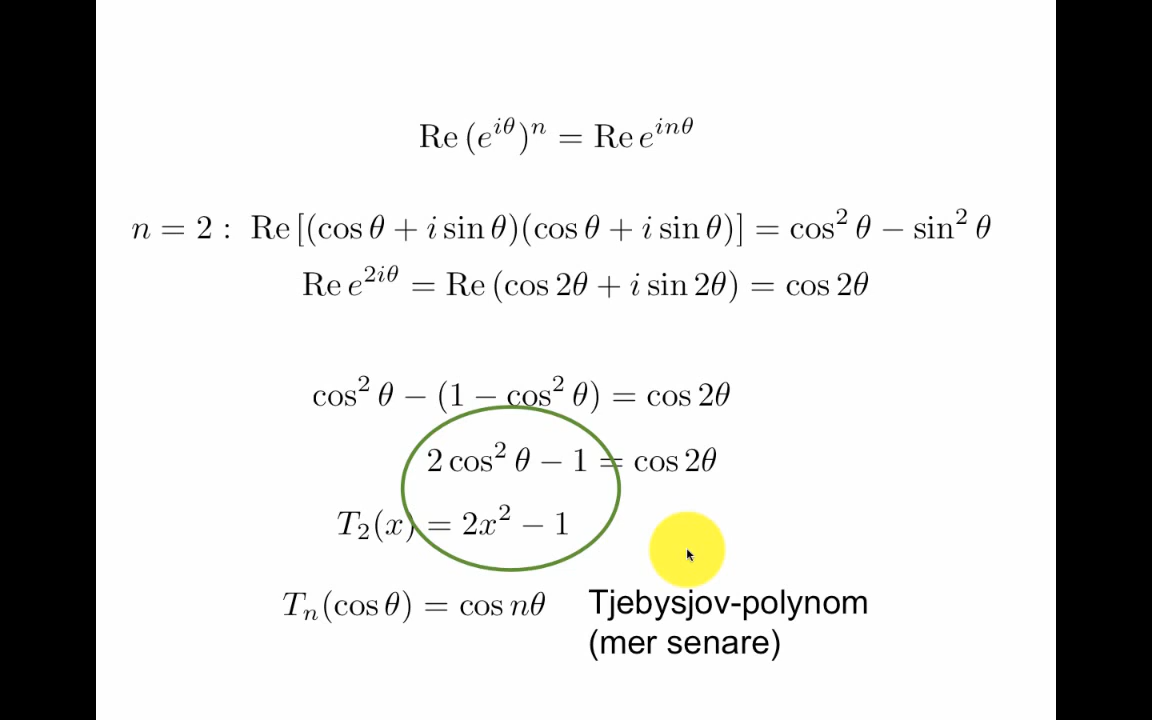 Re (e^{iθ})^n = Re e^{inθ}
n = 2 : Re [(cos θ + i sin θ)(cos θ + i sin θ)] = cos² θ − sin² θ
Re e^{2iθ} = Re (cos 2θ + i sin 2θ) = cos 2θ
cos² θ − (1 − cos² θ) = cos 2θ
2 cos² θ − 1 = cos 2θ
T₂(x) = 2x² − 1
Tₙ(cos θ) = cos nθ
Tjebysjov-polynom
(mer senare)